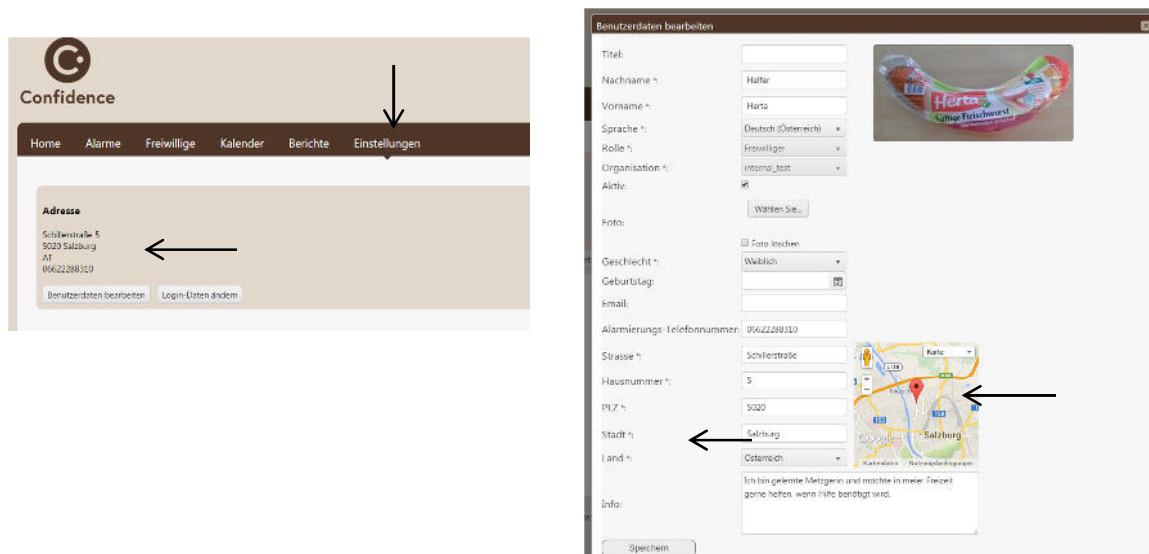 Confidence
Home Alarme Freiwillige Kalender Berichte Einstellungen
Adresse
Schillerstraße 5
5020 Salzburg
AT
06622288310
Benutzerdaten bearbeiten Login-Daten ändern
Benutzerdaten bearbeiten
Titel:
Nachname *: Helfer
Vorname *: Herta
Sprache *: Deutsch (Österreich)
Rolle *: Freiwilliger
Organisation *: internal_test
Aktiv:
Wählen Sie...
Foto:
Foto löschen
Geschlecht *: Weiblich
Geburtstag:
Email:
Alarmierungs-Telefonnummer: 06622288310
Strasse *: Schillerstraße
Hausnummer *: 5
PLZ *: 5020
Stadt *: Salzburg
Land *: Österreich
Info: Ich bin gelernte Metzgerin und möchte in meier Freizeit
gerne helfen, wenn Hilfe benötigt wird.
Speichern
Herta
Saftige Fleischwurst
Karte
155
Google
Salzburg
Kartendaten Nutzungsbedingungen